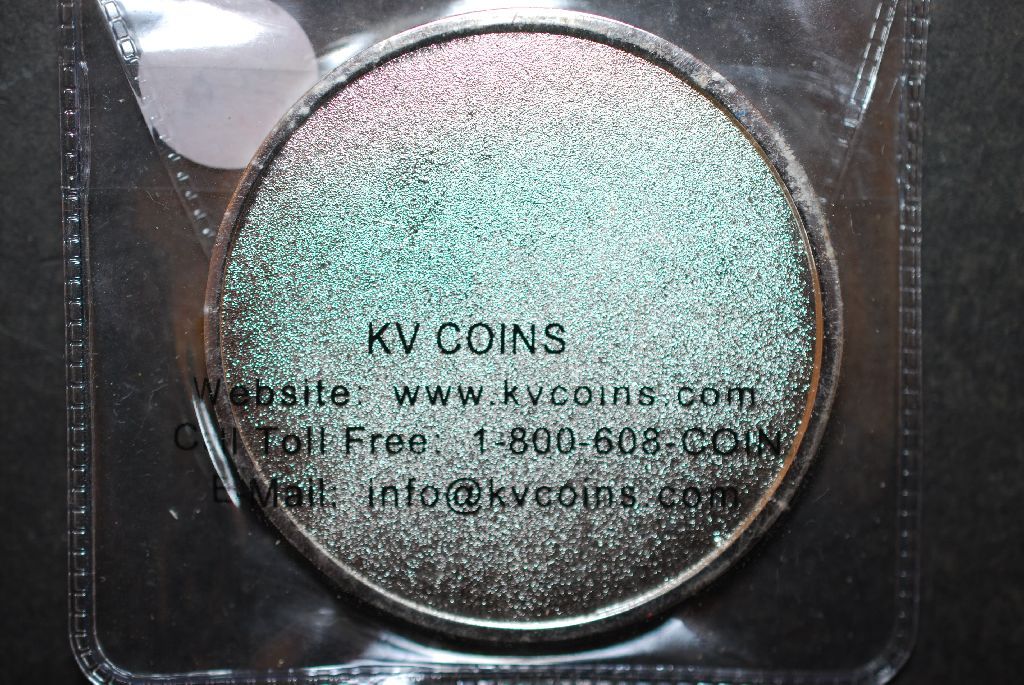 KV COINS
Website: www.kvcoins.com
Call Toll Free: 1-800-608-COIN
E-Mail: info@kvcoins.com